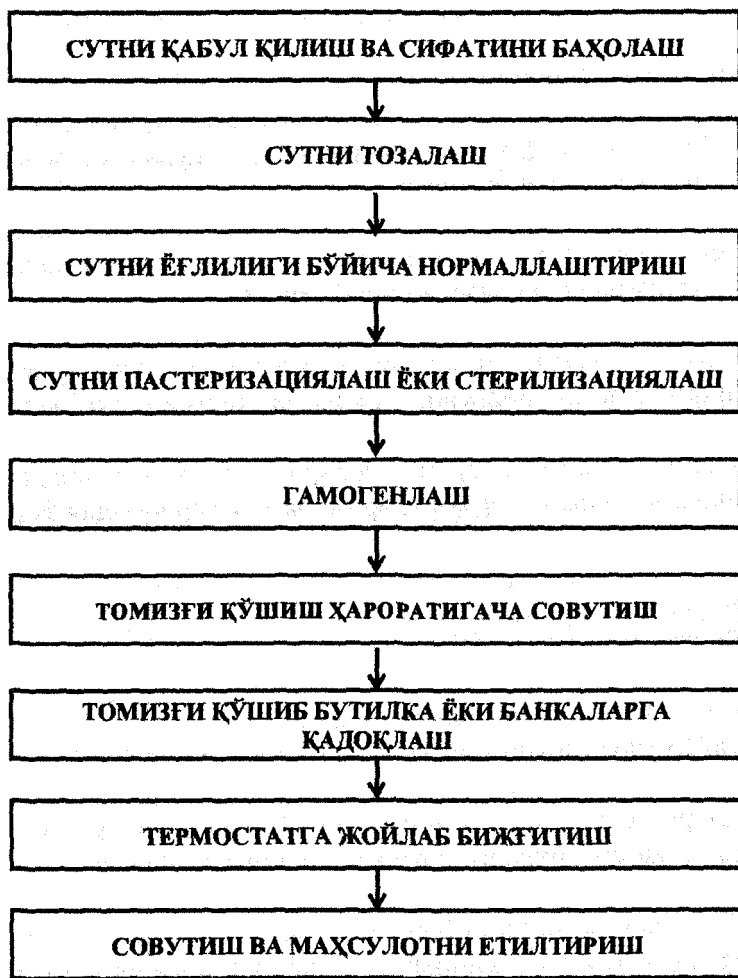 СУТНИ ҚАБУЛ ҚИЛИШ ВА СИФАТИНИ БАҲОЛАШ
СУТНИ ТОЗАЛАШ
СУТНИ ЁҒЛИЛИГИ БЎЙИЧА НОРМАЛЛАШТИРИШ
СУТНИ ПАСТЕРИЗАЦИЯЛАШ ЁКИ СТЕРИЛИЗАЦИЯЛАШ
ГАМОГЕНЛАШ
ТОМИЗҒИ ҚЎШИШ ҲАРОРАТИГАЧА СОВУТИШ
ТОМИЗҒИ ҚЎШИБ БУТИЛКА ЁКИ БАНКАЛАРГА
ҚАДОҚЛАШ
ТЕРМОСТАТГА ЖОЙЛАБ БИЖҒИТИШ
СОВУТИШ ВА МАҲСУЛОТНИ ЕТИЛТИРИШ